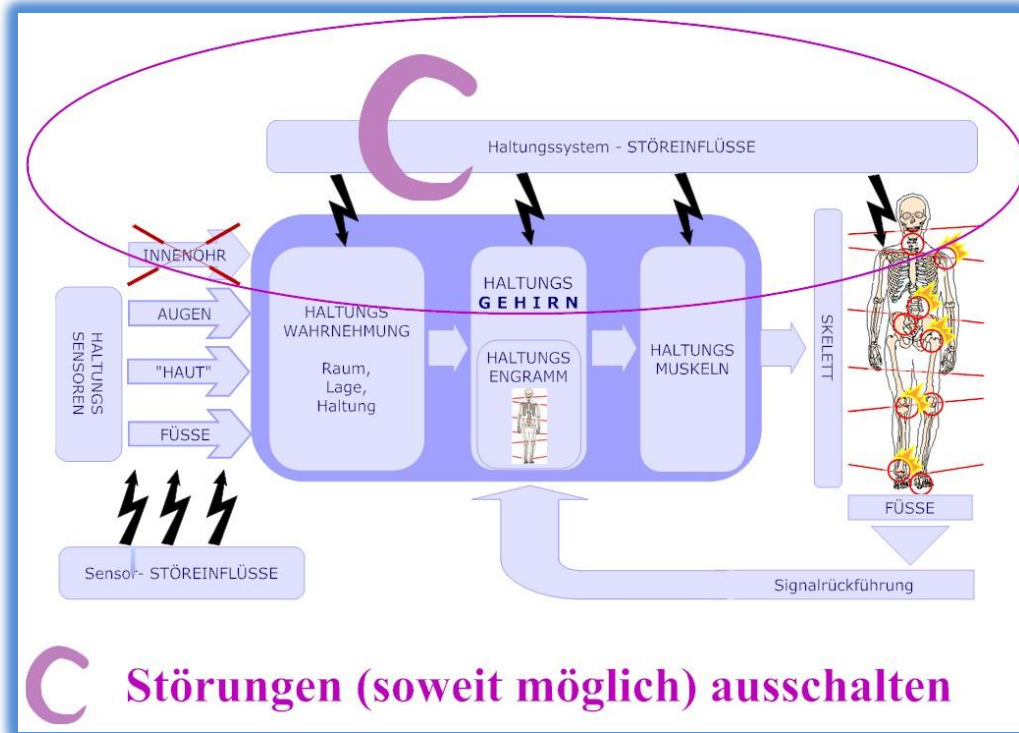 C
Haltungssystem - STÖREINFLÜSSE
INNENOHR
AUGEN
"HAUT"
FÜSSE
HALTUNGS
SENSOREN
HALTUNGS
WAHRNEHMUNG
Raum,
Lage,
Haltung
HALTUNGS
GEHIRN
HALTUNGS
ENGRAMM
HALTUNGS
MUSKELN
SKELETT
FÜSSE
Signalrückführung
Sensor- STÖREINFLÜSSE
C Störungen (soweit möglich) ausschalten